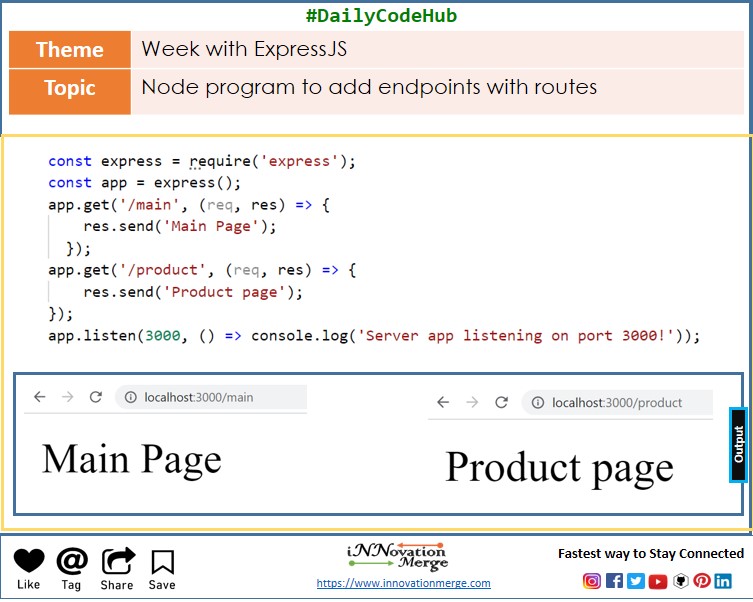 #DailyCodeHub
Theme Week with ExpressJS
Topic Node program to add endpoints with routes
const express = require('express');
const app = express();
app.get('/main', (req, res) => {
    res.send('Main Page');
  });
app.get('/product', (req, res) => {
    res.send('Product page');
});
app.listen(3000, () => console.log('Server app listening on port 3000!'));
localhost:3000/main
Main Page
localhost:3000/product
Product page
Output
Like Tag Share Save
iNNovation
Merge
https://www.innovationmerge.com
Fastest way to Stay Connected